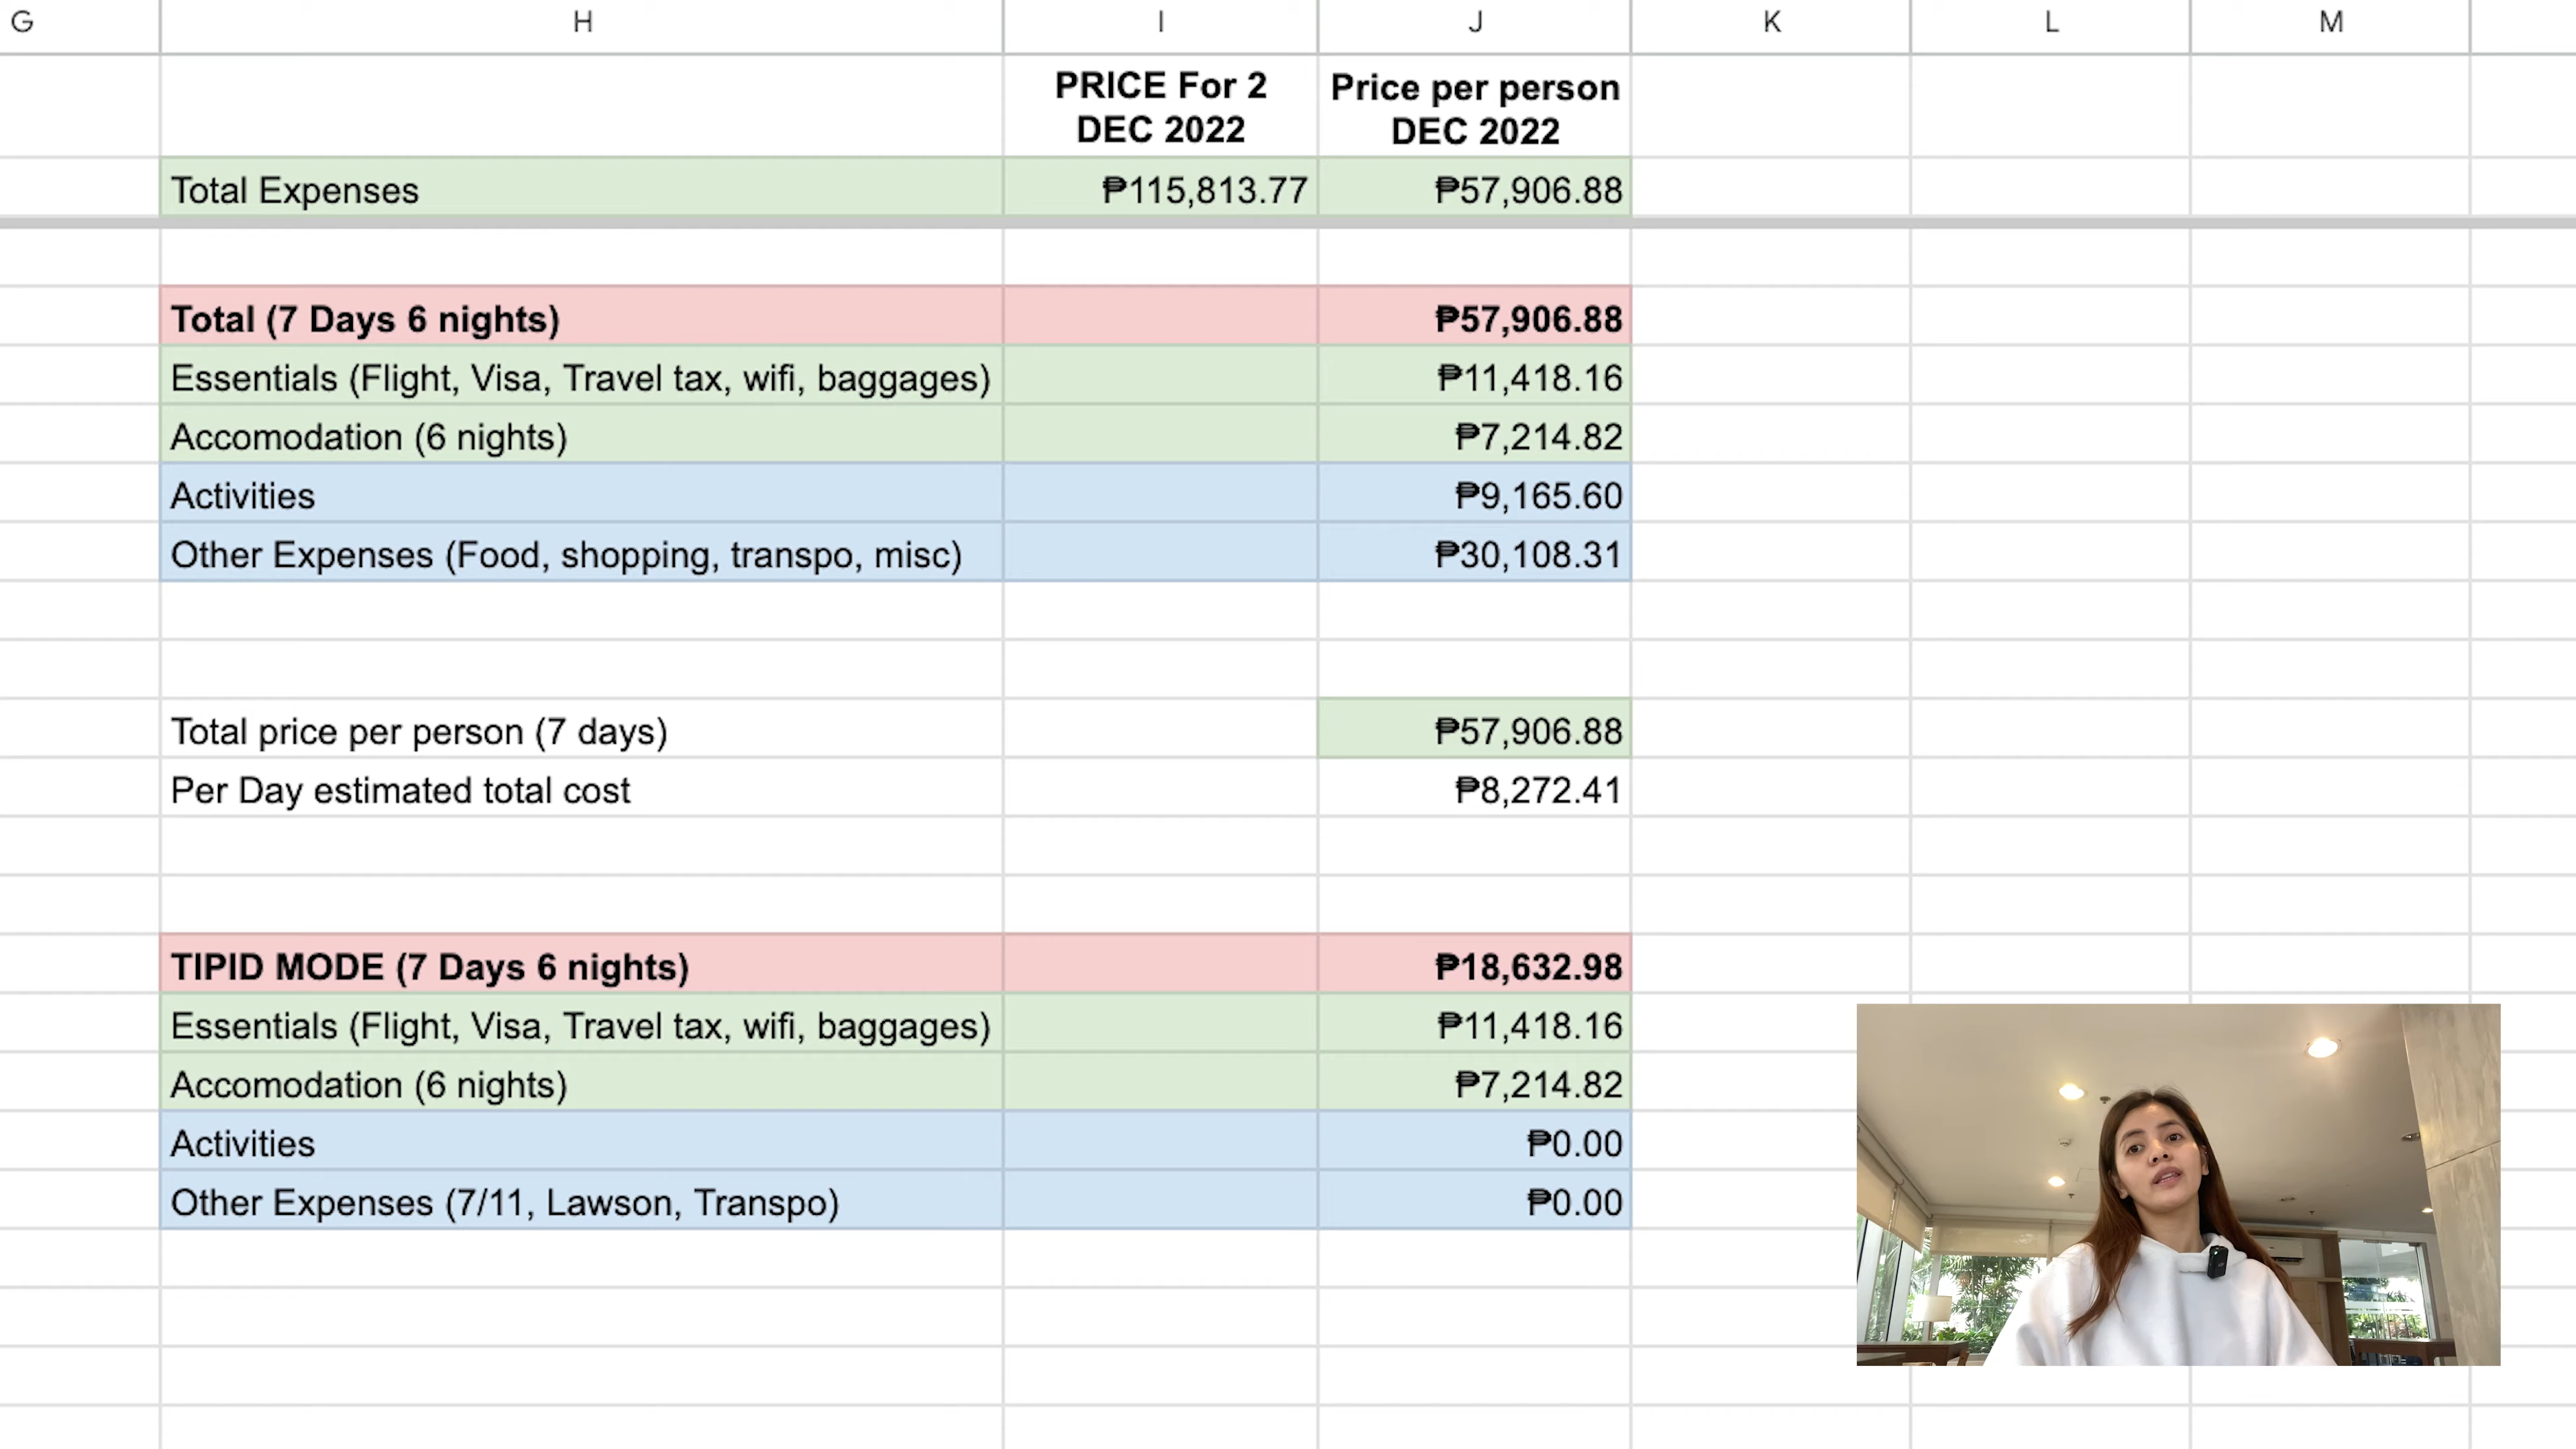 G H I J K L M
PRICE For 2 Price per person
DEC 2022 DEC 2022
Total Expenses ₱115,813.77 ₱57,906.88
Total (7 Days 6 nights) ₱57,906.88
Essentials (Flight, Visa, Travel tax, wifi, baggages) ₱11,418.16
Accomodation (6 nights) ₱7,214.82
Activities ₱9,165.60
Other Expenses (Food, shopping, transpo, misc) ₱30,108.31
Total price per person (7 days) ₱57,906.88
Per Day estimated total cost ₱8,272.41
TIPID MODE (7 Days 6 nights) ₱18,632.98
Essentials (Flight, Visa, Travel tax, wifi, baggages) ₱11,418.16
Accomodation (6 nights) ₱7,214.82
Activities ₱0.00
Other Expenses (7/11, Lawson, Transpo) ₱0.00